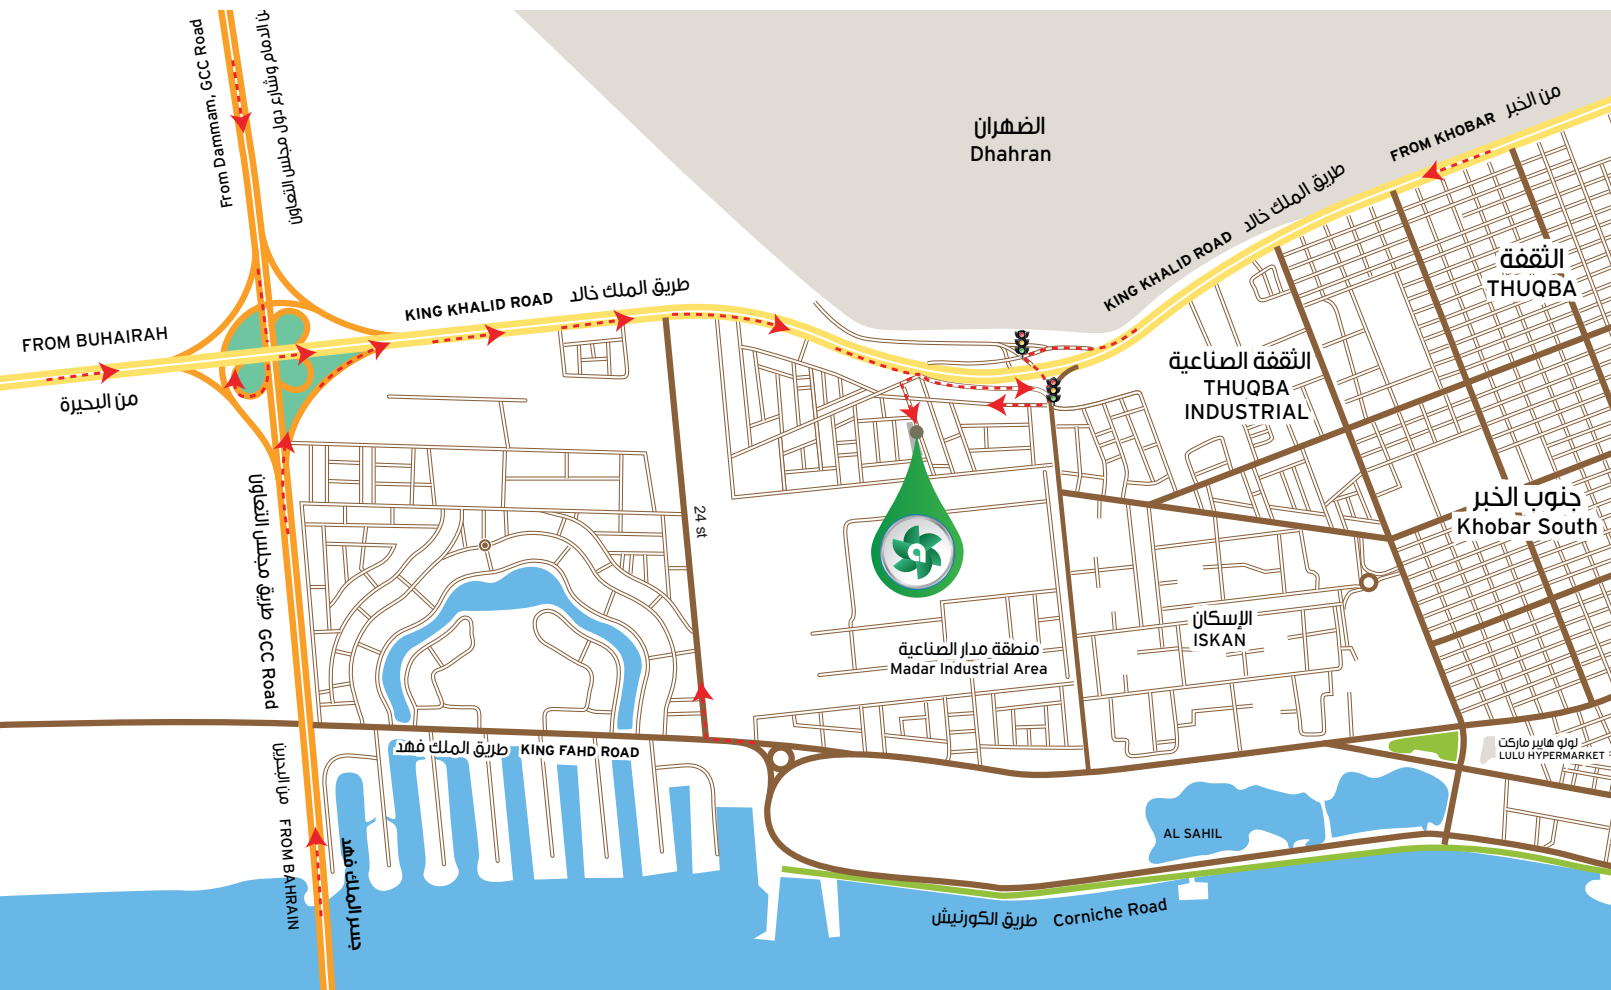 From Dammam, GCC Road
الضهران
Dhahran
من الخبر
FROM KHOBAR
طريق الملك خالد
KING KHALID ROAD
الثقفة
THUQBA
طريق الملك خالد
KING KHALID ROAD
FROM BUHAIRAH
من البحيرة
الثقفة الصناعية
THUQBA
INDUSTRIAL
جنوب الخبر
Khobar South
24 st
طريق مجلس التعاون
GCC Road
الإسكان
ISKAN
منطقة مدار الصناعية
Madar Industrial Area
طريق الملك فهد
KING FAHD ROAD
لولو هايبر ماركت
LULU HYPERMARKET
من البحرين
FROM BAHRAIN
جسر الملك فهد
AL SAHIL
طريق الكورنيش
Corniche Road